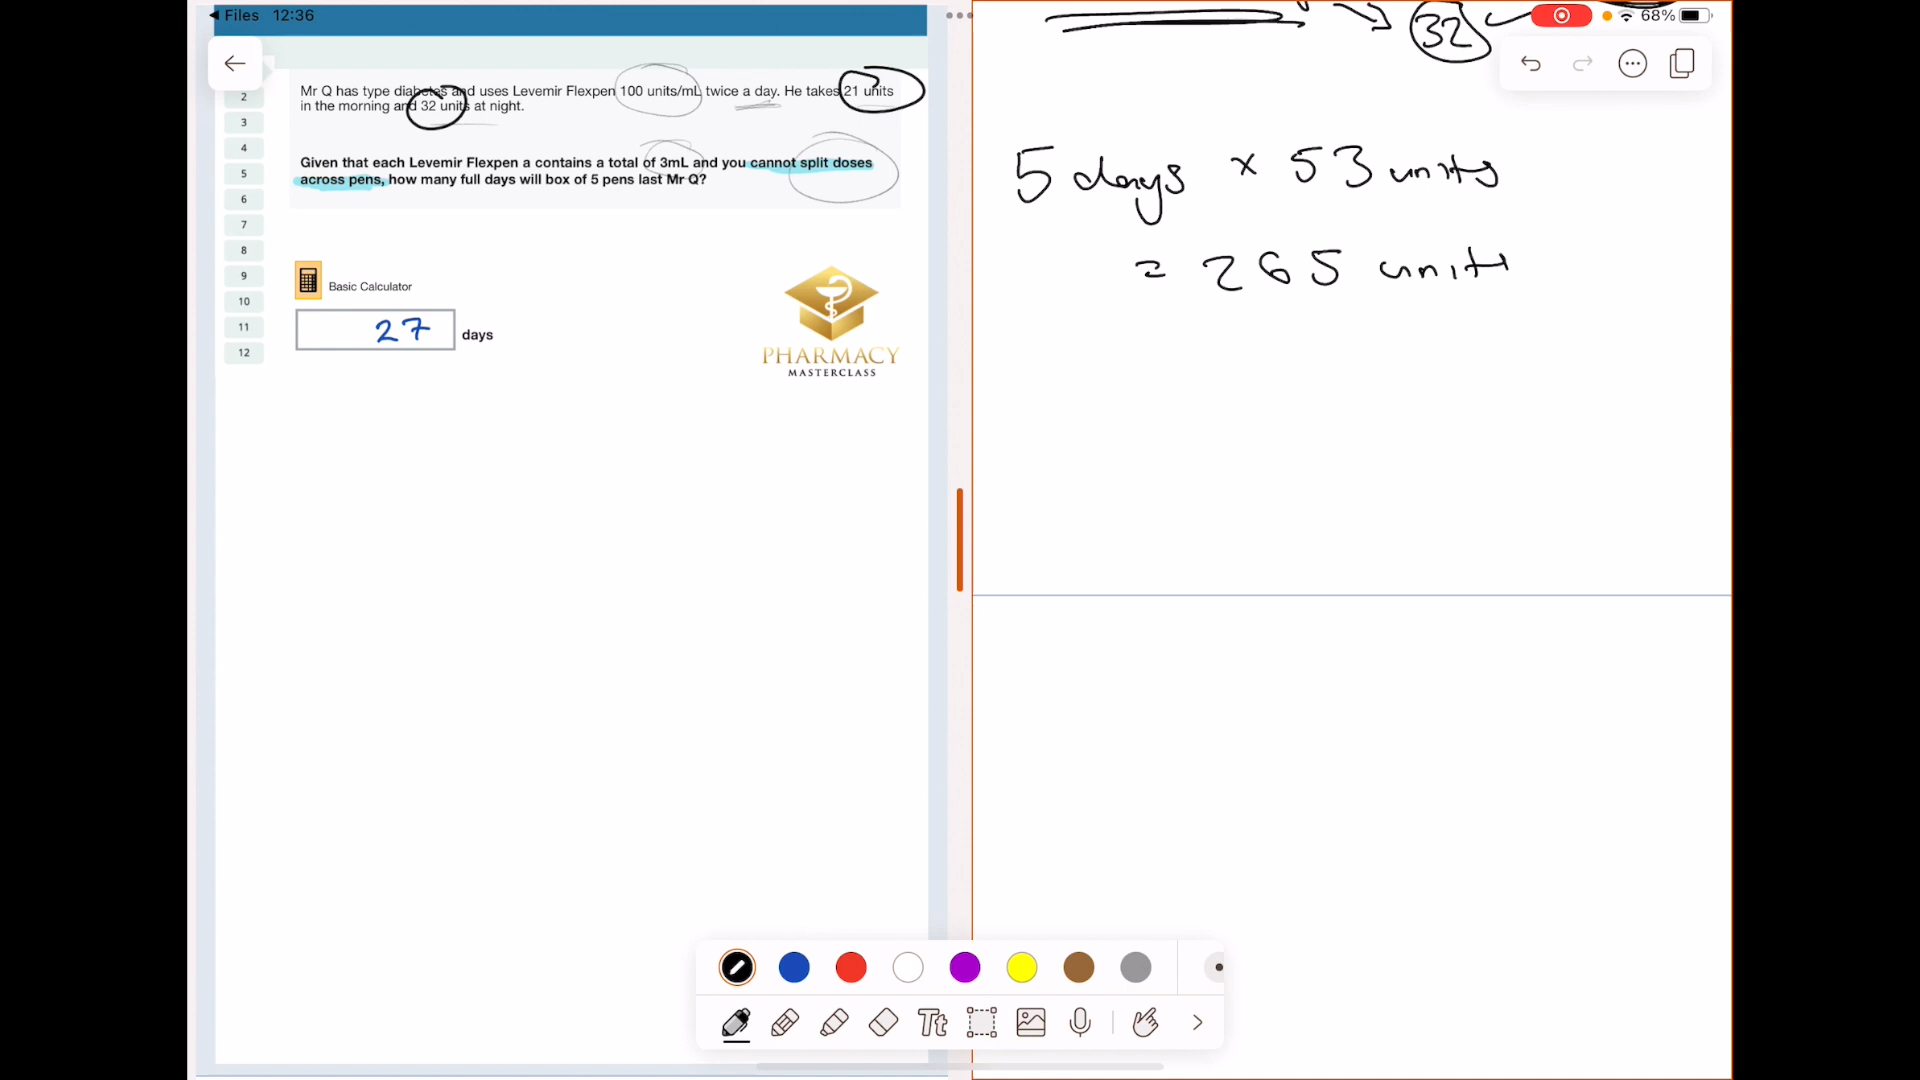 Files 12:36
68%
32
2
3
4
5
6
7
8
9
10
11
12
Mr Q has type diabetes and uses Levemir Flexpen 100 units/mL twice a day. He takes 21 units
in the morning and 32 units at night.
Given that each Levemir Flexpen a contains a total of 3mL and you cannot split doses
across pens, how many full days will box of 5 pens last Mr Q?
Basic Calculator
27 days
PHARMACY
MASTERCLASS
5 days × 53 units
= 265 units
Tt